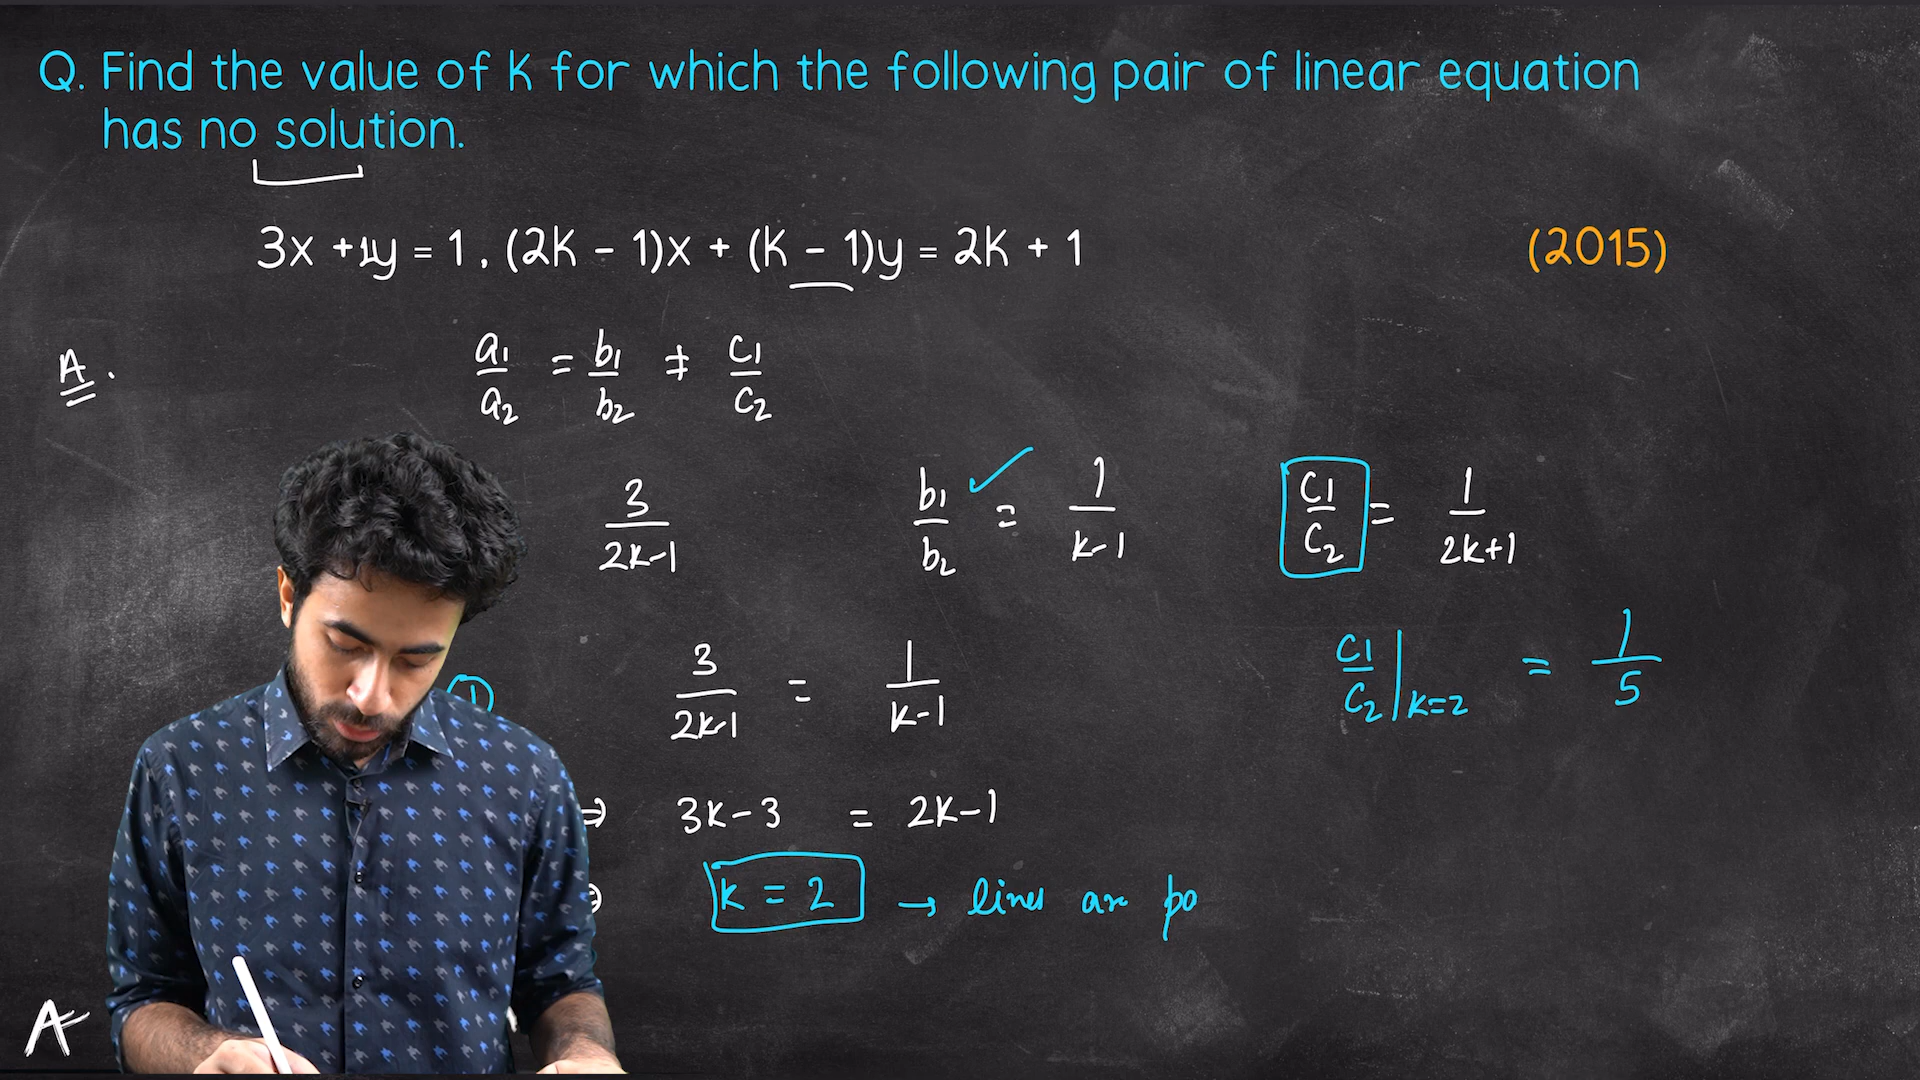 Q. Find the value of K for which the following pair of linear equation
has no solution.
3x + 1y = 1 , (2K - 1)x + (K - 1)y = 2K + 1
(2015)
A.
a1/a2 = b1/b2 ≠ c1/c2
3/(2k-1)
b1/b2 ✓ = 1/(k-1)
c1/c2 = 1/(2k+1)
①
3/(2k-1) = 1/(k-1)
c1/c2 |k=2 = 1/5
⇒ 3k-3 = 2k-1
⇒ k = 2 → lines are pa
A